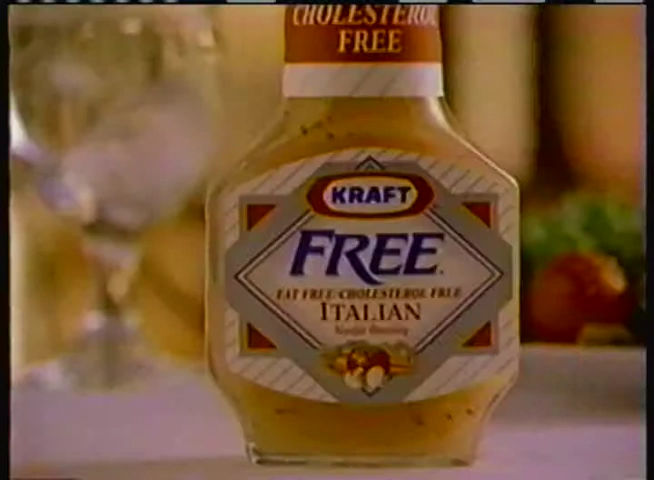 CHOLESTEROL
FREE
KRAFT
FREE
FAT FREE·CHOLESTEROL FREE
ITALIAN